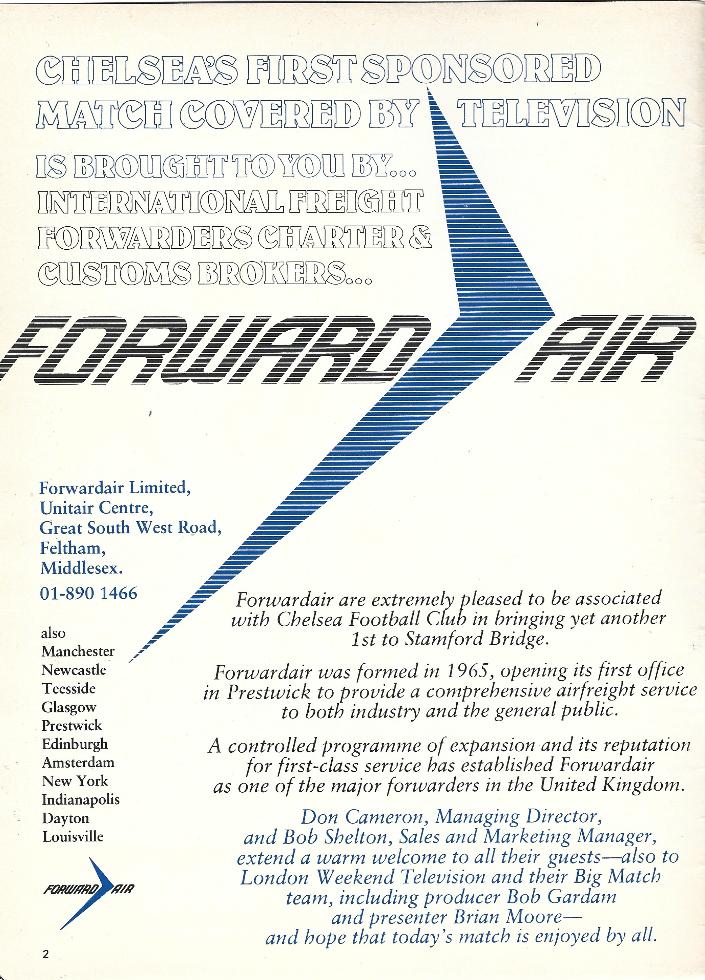 CHELSEA'S FIRST SPONSORED
MATCH COVERED BY TELEVISION
IS BROUGHT TO YOU BY...
INTERNATIONAL FREIGHT
FORWARDERS CHARTER &
CUSTOMS BROKERS...
FORWARD AIR
Forwardair Limited,
Unitair Centre,
Great South West Road,
Feltham,
Middlesex.
01-890 1466
also
Manchester
Newcastle
Teesside
Glasgow
Prestwick
Edinburgh
Amsterdam
New York
Indianapolis
Dayton
Louisville
FORWARD AIR
2
Forwardair are extremely pleased to be associated
with Chelsea Football Club in bringing yet another
1st to Stamford Bridge.
Forwardair was formed in 1965, opening its first office
in Prestwick to provide a comprehensive airfreight service
to both industry and the general public.
A controlled programme of expansion and its reputation
for first-class service has established Forwardair
as one of the major forwarders in the United Kingdom.
Don Cameron, Managing Director,
and Bob Shelton, Sales and Marketing Manager,
extend a warm welcome to all their guests—also to
London Weekend Television and their Big Match
team, including producer Bob Gardam
and presenter Brian Moore—
and hope that today's match is enjoyed by all.